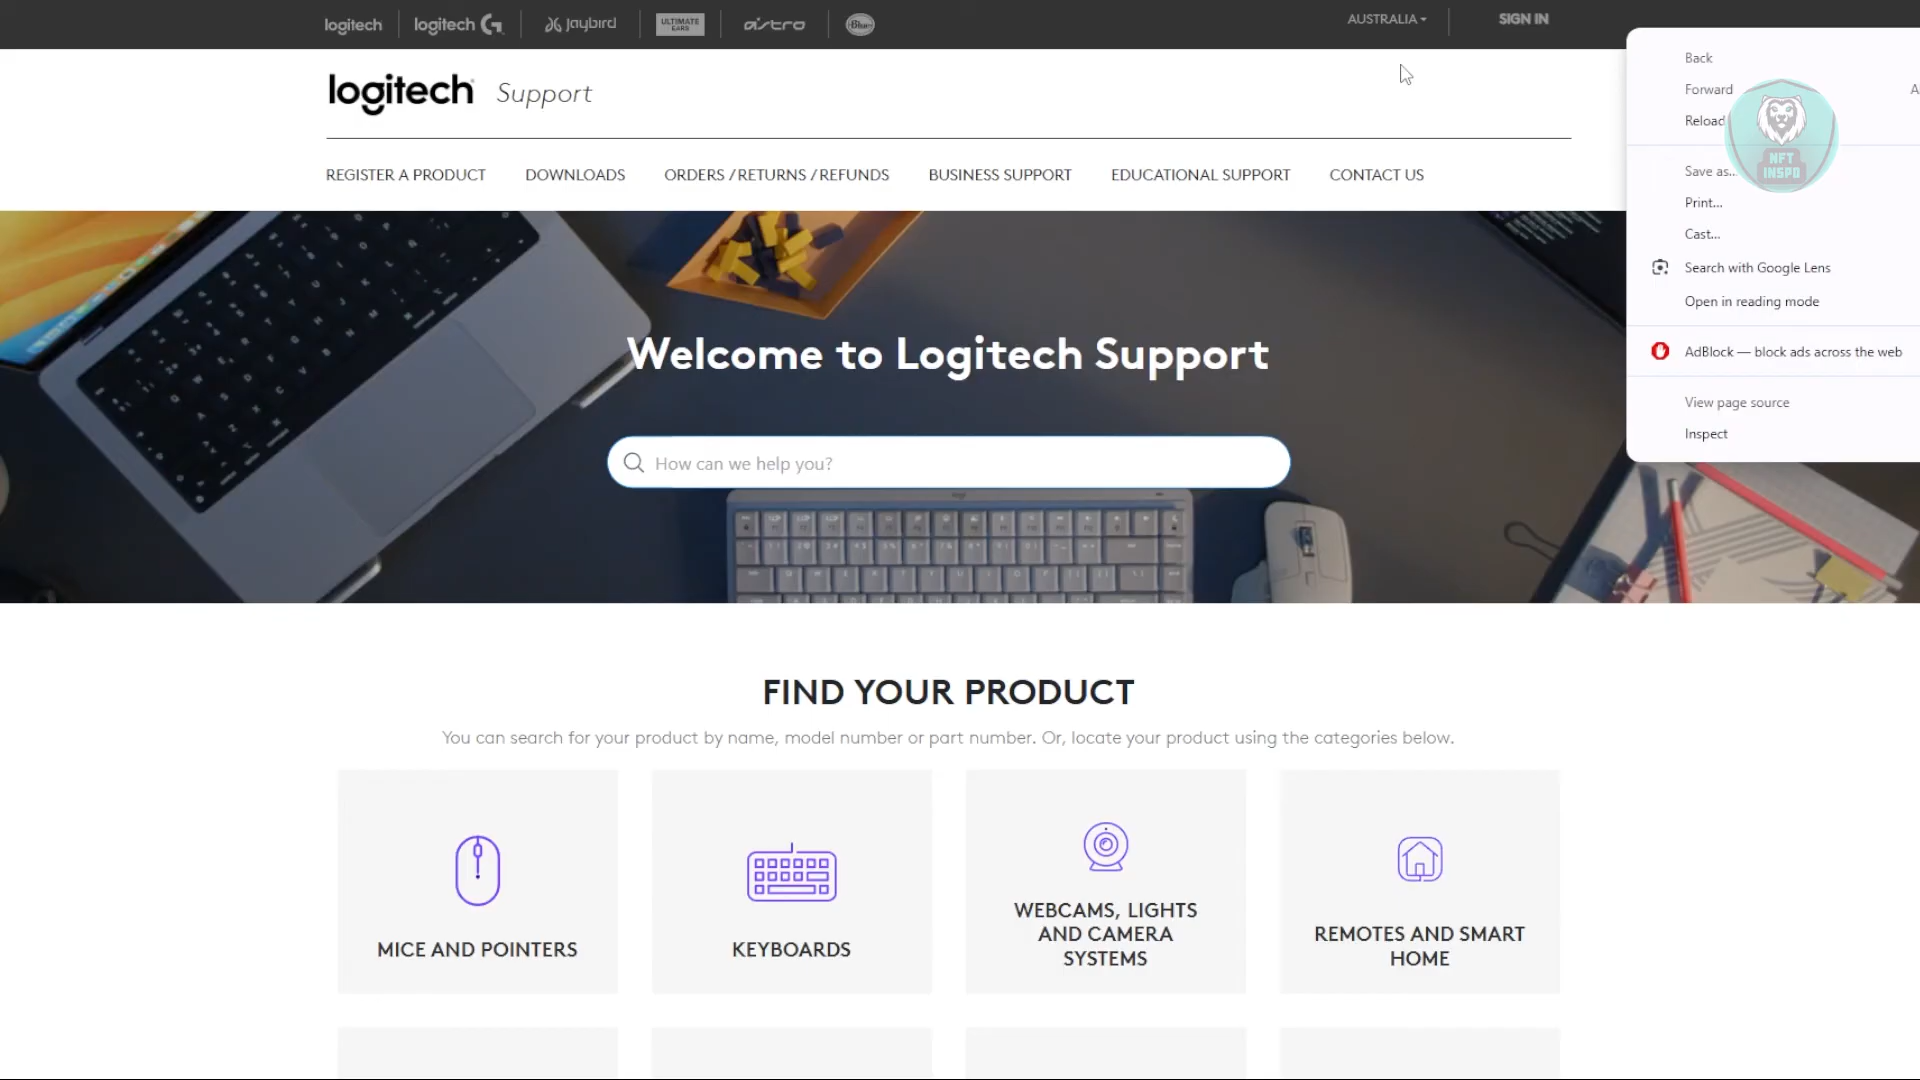 logitech
logitech G
Jaybird
ULTIMATE
EARS
ASTRO
Blue
AUSTRALIA
SIGN IN
logitech Support
REGISTER A PRODUCT
DOWNLOADS
ORDERS / RETURNS / REFUNDS
BUSINESS SUPPORT
EDUCATIONAL SUPPORT
CONTACT US
Welcome to Logitech Support
How can we help you?
FIND YOUR PRODUCT
You can search for your product by name, model number or part number. Or, locate your product using the categories below.
MICE AND POINTERS
KEYBOARDS
WEBCAMS, LIGHTS
AND CAMERA
SYSTEMS
REMOTES AND SMART
HOME
Back
Forward
Reload
Save as...
Print...
Cast...
Search with Google Lens
Open in reading mode
AdBlock — block ads across the web
View page source
Inspect
NFT
INSPO